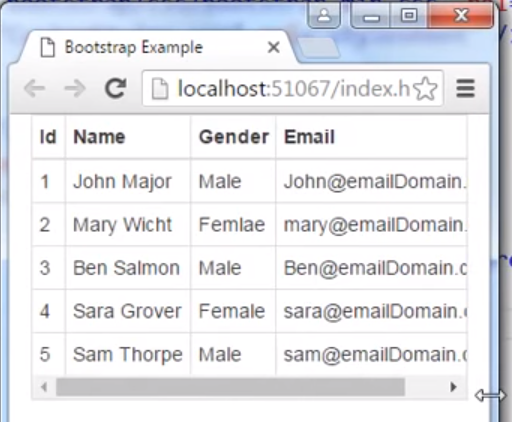 Bootstrap Example
localhost:51067/index.h
Id Name Gender Email
1 John Major Male John@emailDomain.
2 Mary Wicht Femlae mary@emailDomain.
3 Ben Salmon Male Ben@emailDomain.
4 Sara Grover Female sara@emailDomain.
5 Sam Thorpe Male sam@emailDomain.